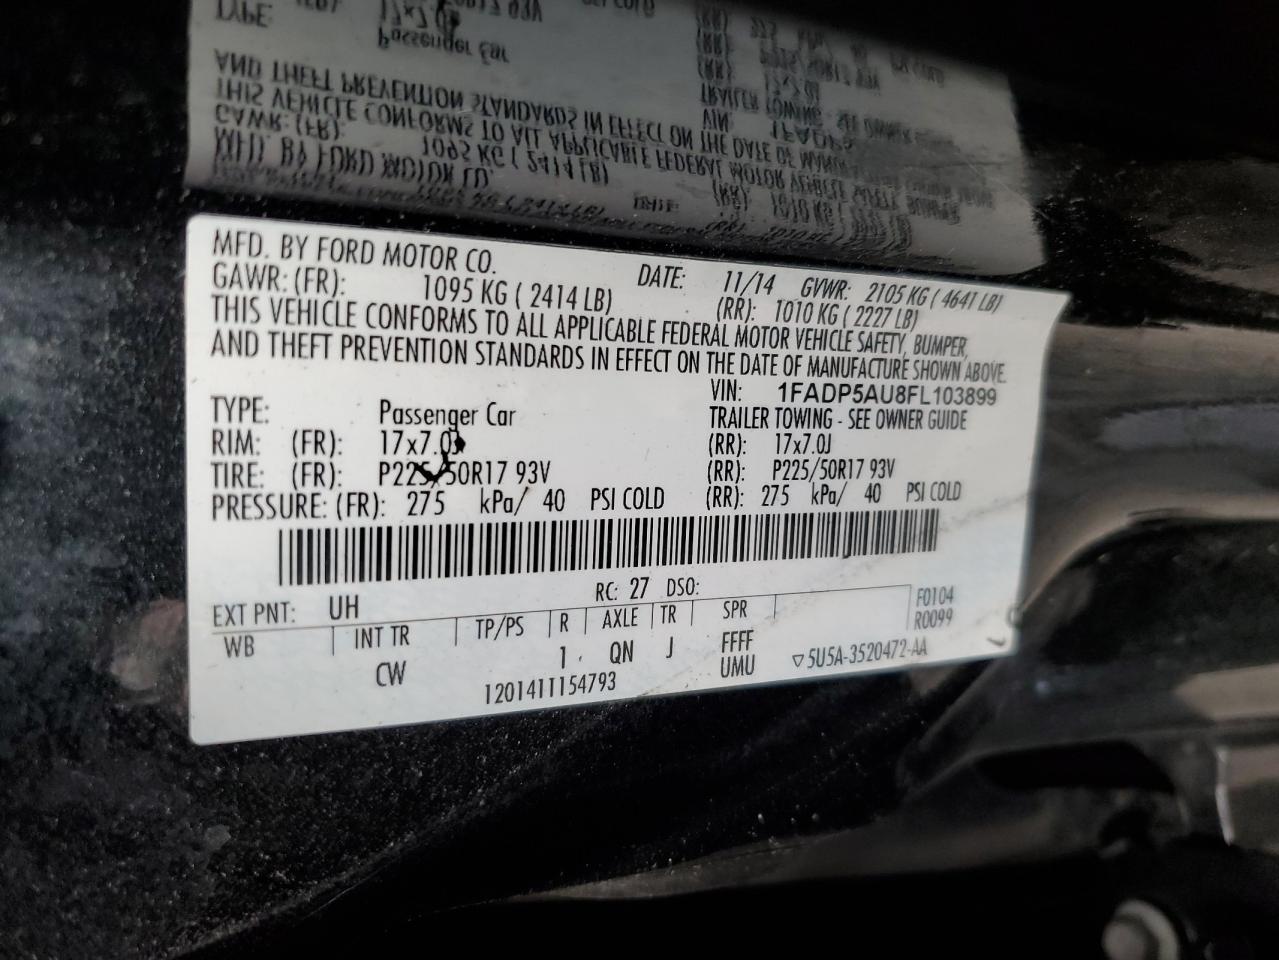 MFD. BY FORD MOTOR CO. DATE: 11/14 GVWR: 2105 KG ( 4641 LB)
GAWR: (FR): 1095 KG ( 2414 LB) (RR): 1010 KG ( 2227 LB)
THIS VEHICLE CONFORMS TO ALL APPLICABLE FEDERAL MOTOR VEHICLE SAFETY, BUMPER,
AND THEFT PREVENTION STANDARDS IN EFFECT ON THE DATE OF MANUFACTURE SHOWN ABOVE.
VIN: 1FADP5AU8FL103899
TYPE: Passenger Car TRAILER TOWING - SEE OWNER GUIDE
RIM: (FR): 17x7.0J (RR): 17x7.0J
TIRE: (FR): P225/50R17 93V (RR): P225/50R17 93V
PRESSURE: (FR): 275 kPa/ 40 PSI COLD (RR): 275 kPa/ 40 PSI COLD
EXT PNT: UH RC: 27 DSO: F0104
WB INT TR TP/PS R AXLE TR SPR R0099
CW 1 QN J FFFF
UMU ▽5U5A-3520472-AA
1201411154793